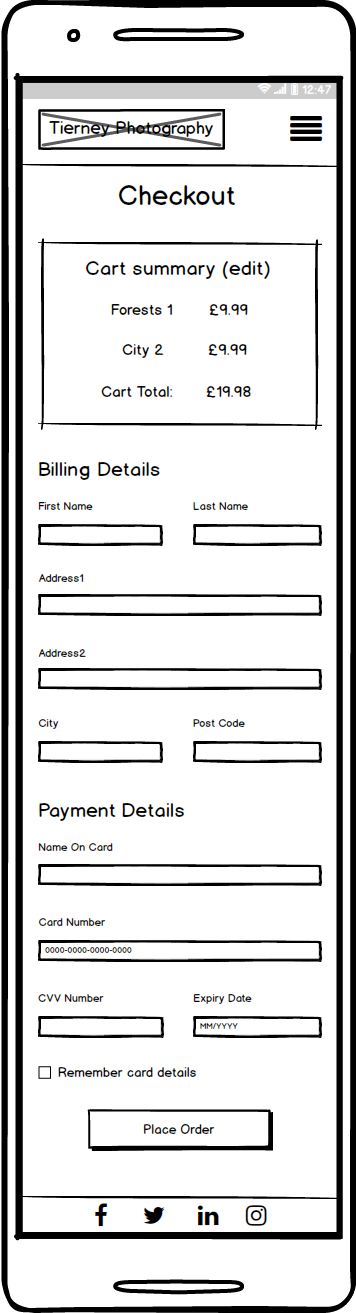 12:47
Tierney Photography
Checkout
Cart summary (edit)
Forests 1 £9.99
City 2 £9.99
Cart Total: £19.98
Billing Details
First Name Last Name
Address1
Address2
City Post Code
Payment Details
Name On Card
Card Number
0000-0000-0000-0000
CVV Number Expiry Date
MM/YYYY
Remember card details
Place Order